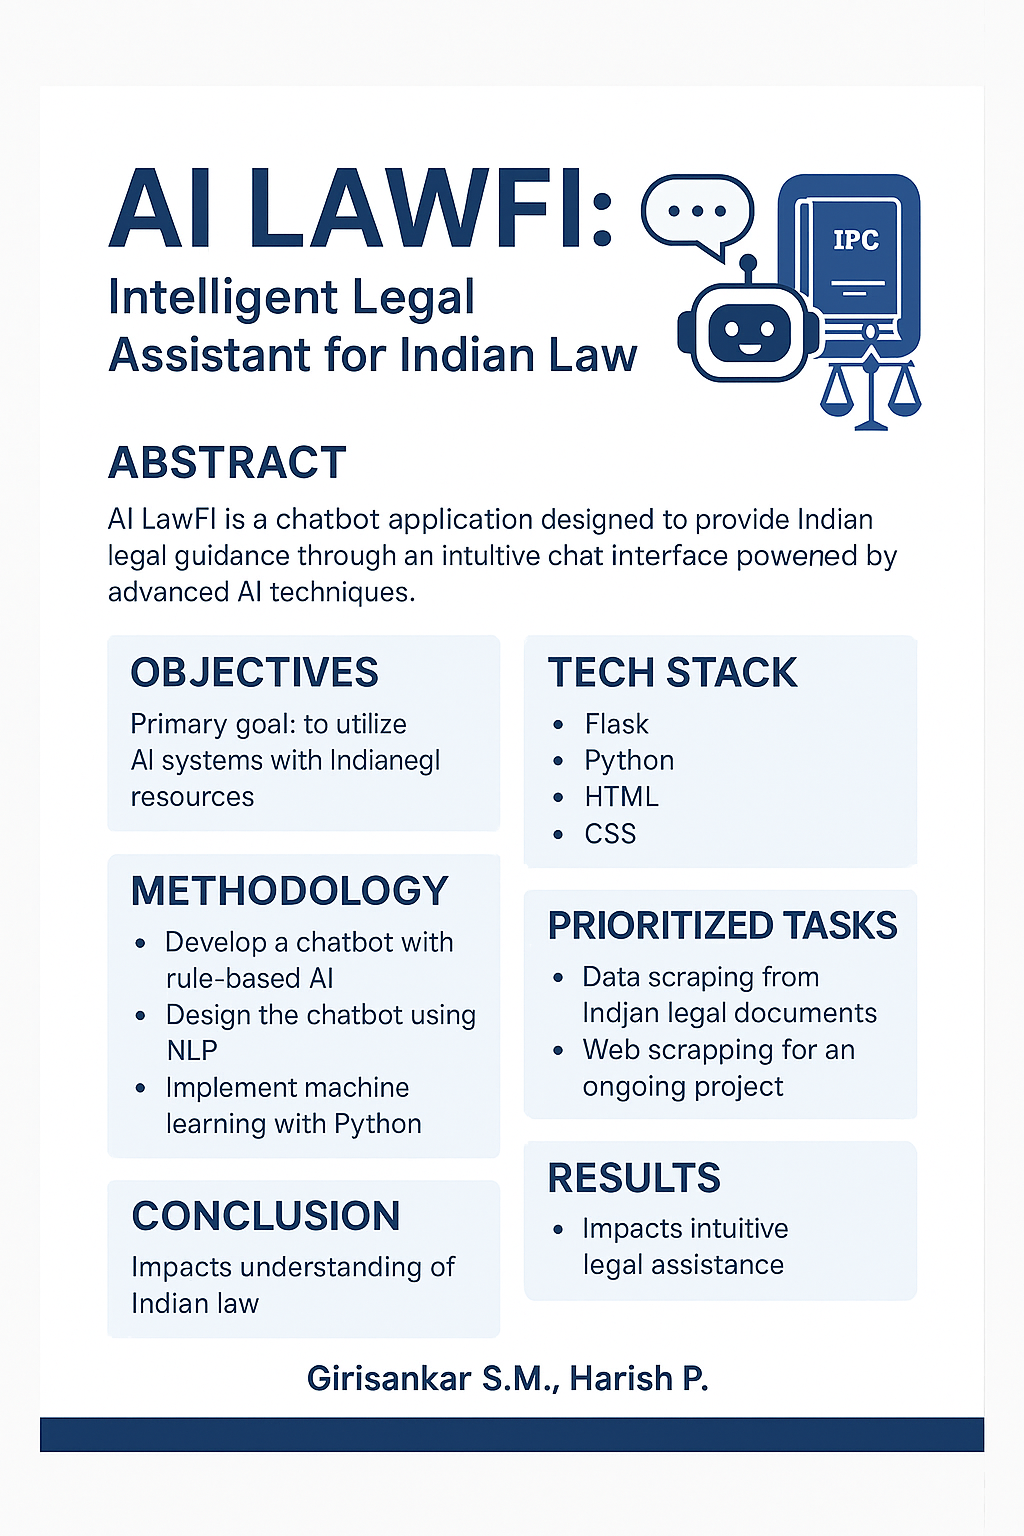 AI LAWFI:
Intelligent Legal
Assistant for Indian Law
IPC
ABSTRACT
AI LawFI is a chatbot application designed to provide Indian
legal guidance through an intultive chat interface powened by
advanced AI techniques.
OBJECTIVES
Primary goal: to utilize
AI systems with Indianegl
resources
METHODOLOGY
• Develop a chatbot with
rule-based AI
• Design the chatbot using
NLP
• Implement machine
learning with Python
CONCLUSION
Impacts understanding of
Indian law
TECH STACK
• Flask
• Python
• HTML
• CSS
PRIORITIZED TASKS
• Data scraping from
Indjan legal documents
• Web scrapping for an
ongoing project
RESULTS
• Impacts intuitive
legal assistance
Girisankar S.M., Harish P.